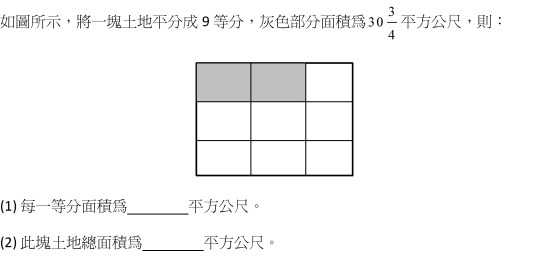 如圖所示，將一塊土地平分成 9 等分，灰色部分面積為 30 3/4 平方公尺，則：
(1) 每一等分面積為________平方公尺。
(2) 此塊土地總面積為________平方公尺。